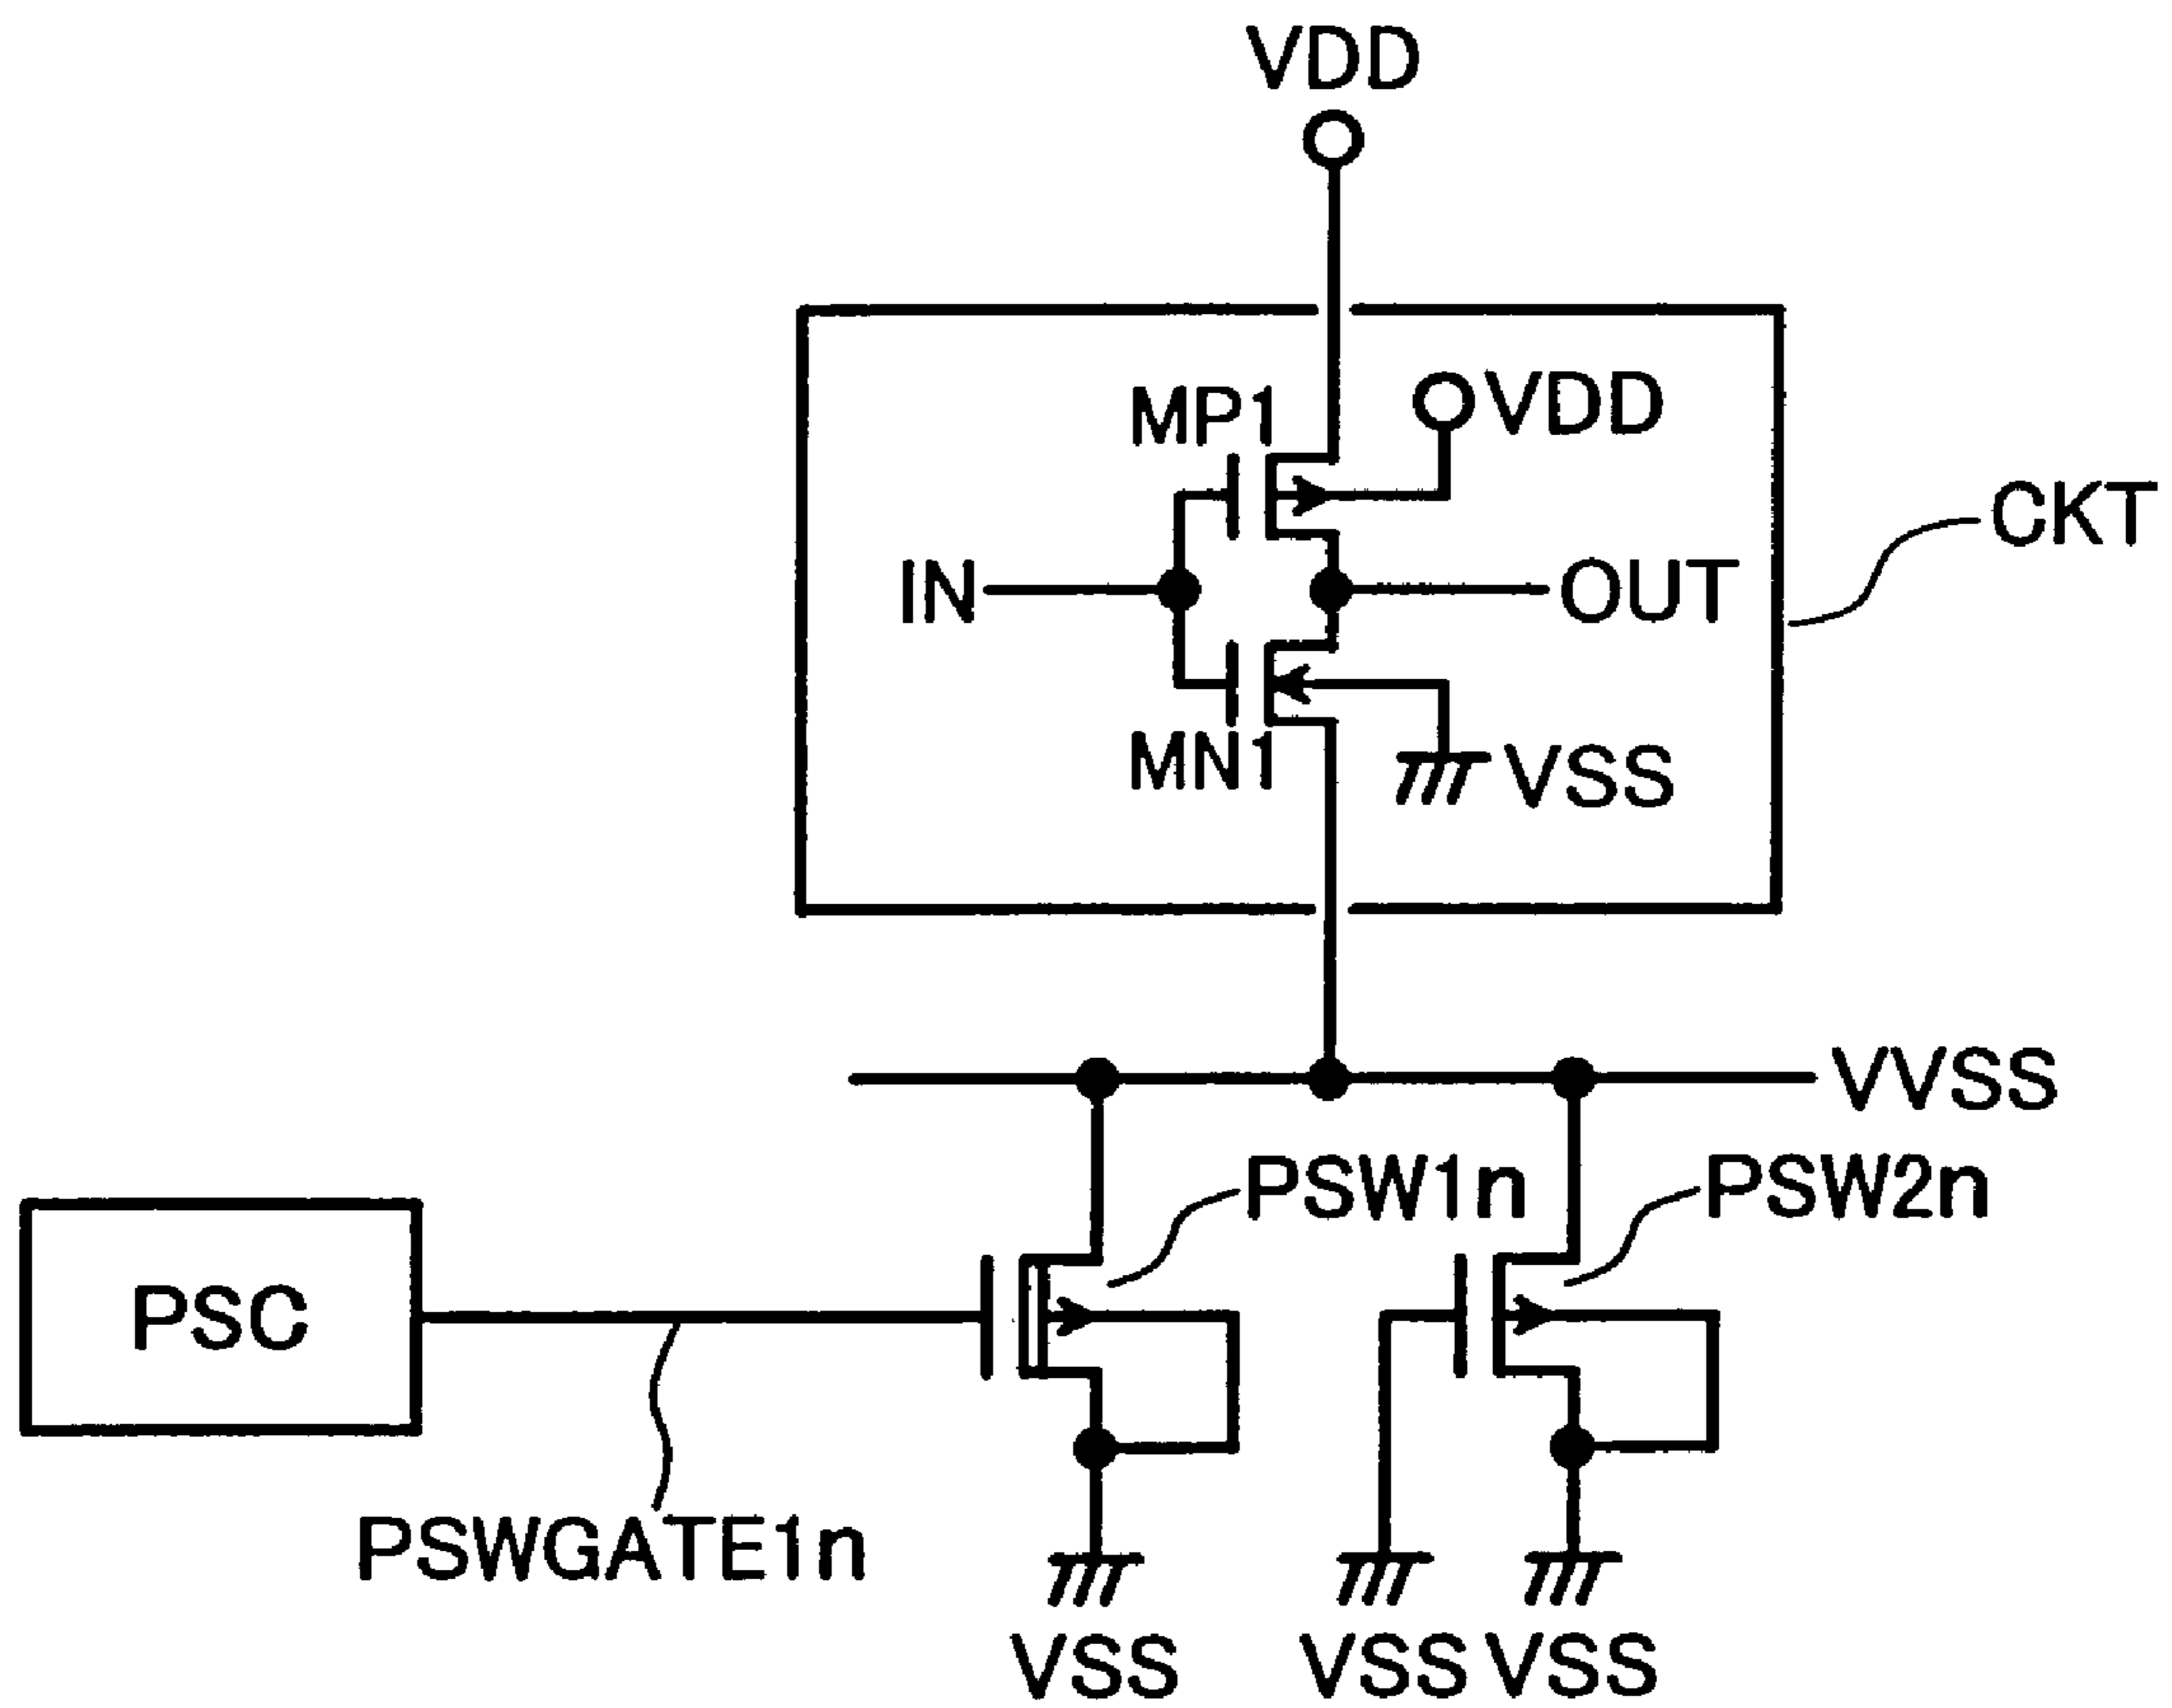 VDD
MP1
VDD
CKT
IN
OUT
MN1
VSS
VVSS
PSW1n
PSW2n
PSC
PSWGATE1n
VSS
VSS
VSS